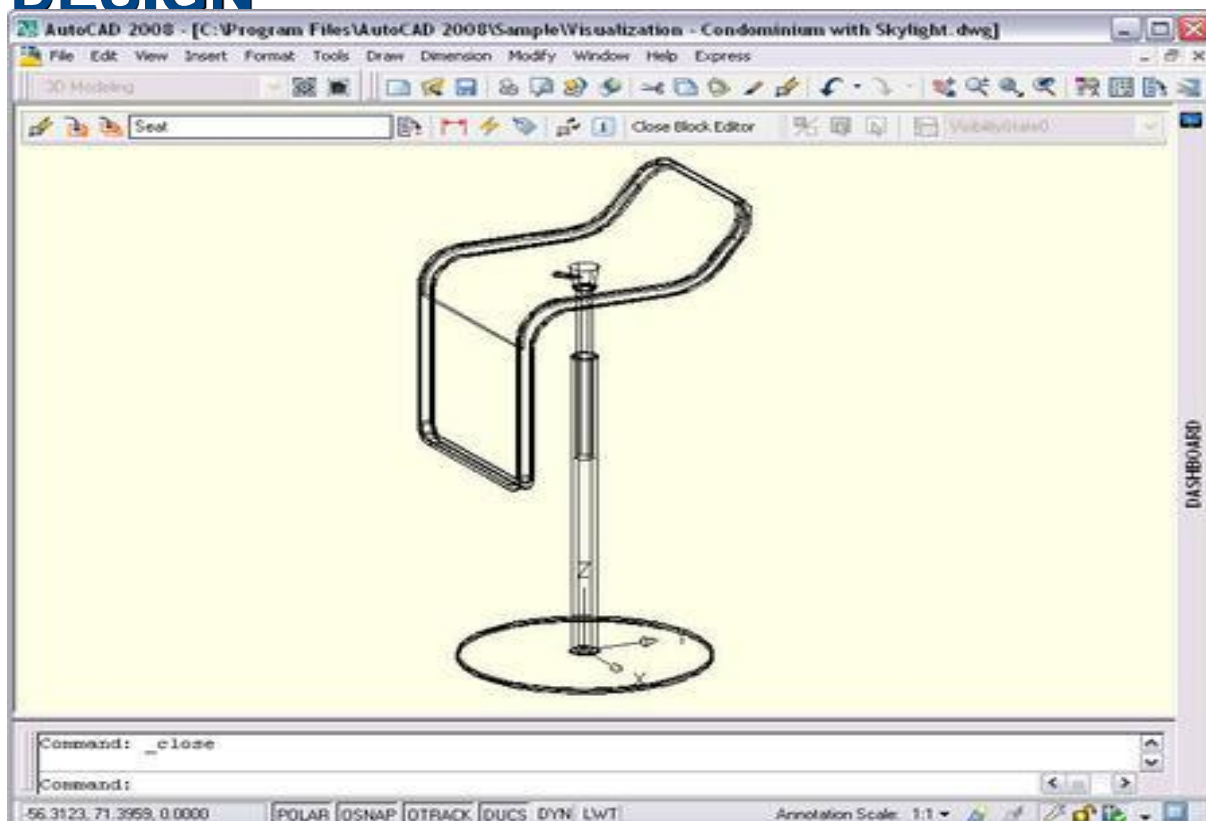 DESIGN
AutoCAD 2008 - [C:\Program Files\AutoCAD 2008\Sample\Visualization - Condominium with Skylight.dwg]
File Edit View Insert Format Tools Draw Dimension Modify Window Help Express
3D Modeling
Seat Close Block Editor VisibilityState0
DASHBOARD
Z
Y
X
Command: _close
Command:
-56.3123, 71.3959, 0.0000 POLAR OSNAP OTRACK DUCS DYN LWT Annotation Scale: 1:1